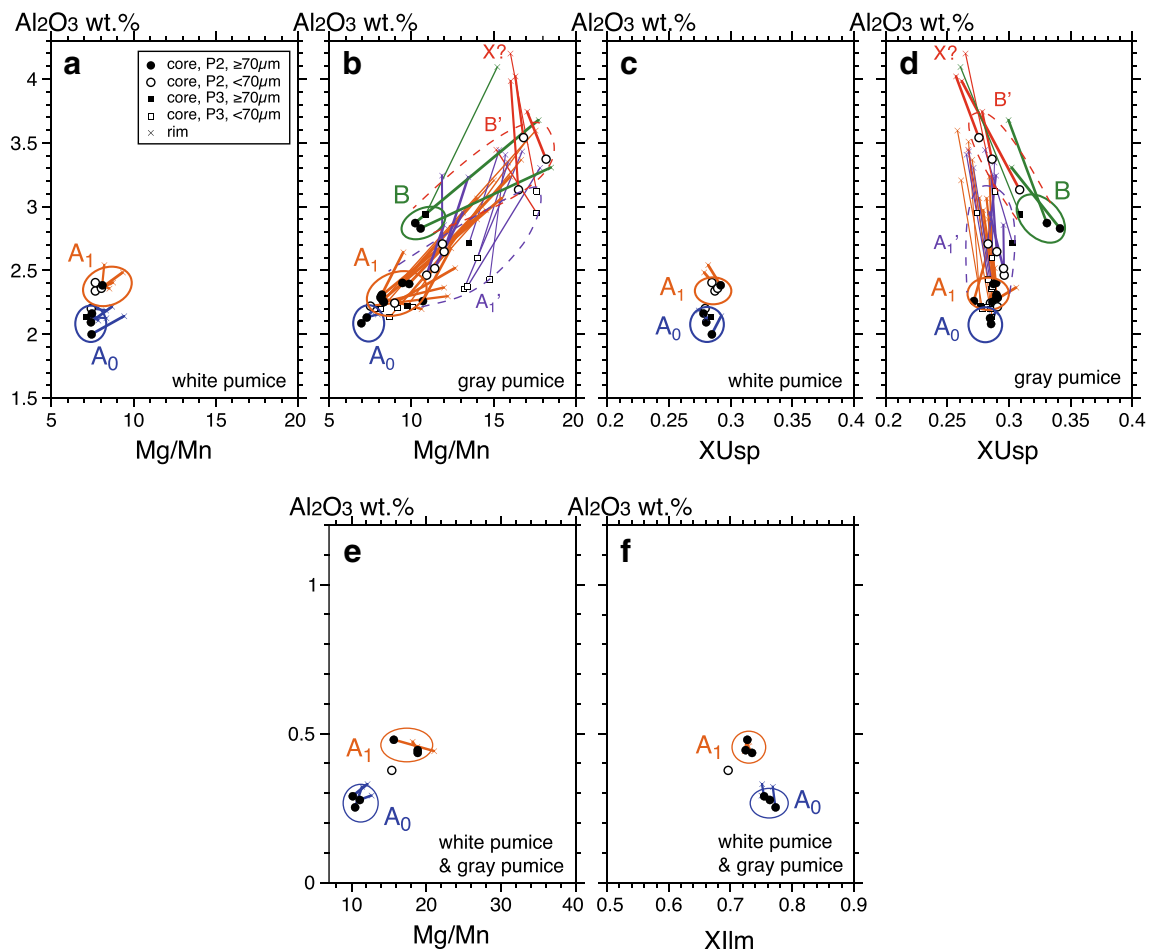 Al2O3 wt.%
Al2O3 wt.%
Al2O3 wt.%
Al2O3 wt.%
a
core, P2, ≥70µm
core, P2, <70µm
core, P3, ≥70µm
core, P3, <70µm
rim
4
3.5
3
2.5
2
1.5
A1
A0
white pumice
5
10
15
20
Mg/Mn
b
X?
B'
B
A1
A1'
A0
gray pumice
5
10
15
20
Mg/Mn
c
A1
A0
white pumice
0.2
0.25
0.3
0.35
0.4
XUsp
d
X?
B'
B
A1'
A1
A0
gray pumice
0.2
0.25
0.3
0.35
0.4
XUsp
Al2O3 wt.%
Al2O3 wt.%
e
1
0.5
0
A1
A0
white pumice
& gray pumice
10
20
30
40
Mg/Mn
f
A1
A0
white pumice
& gray pumice
0.5
0.6
0.7
0.8
0.9
XIlm